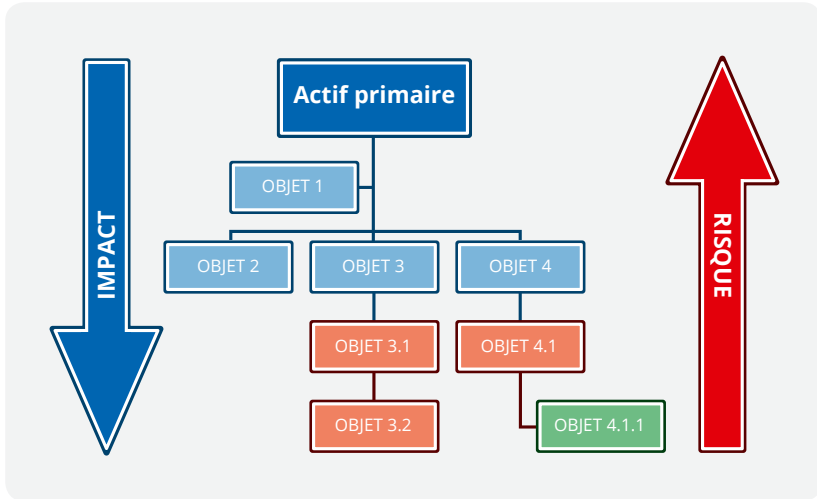 Actif primaire
OBJET 1
OBJET 2
OBJET 3
OBJET 4
OBJET 3.1
OBJET 4.1
OBJET 3.2
OBJET 4.1.1
IMPACT
RISQUE